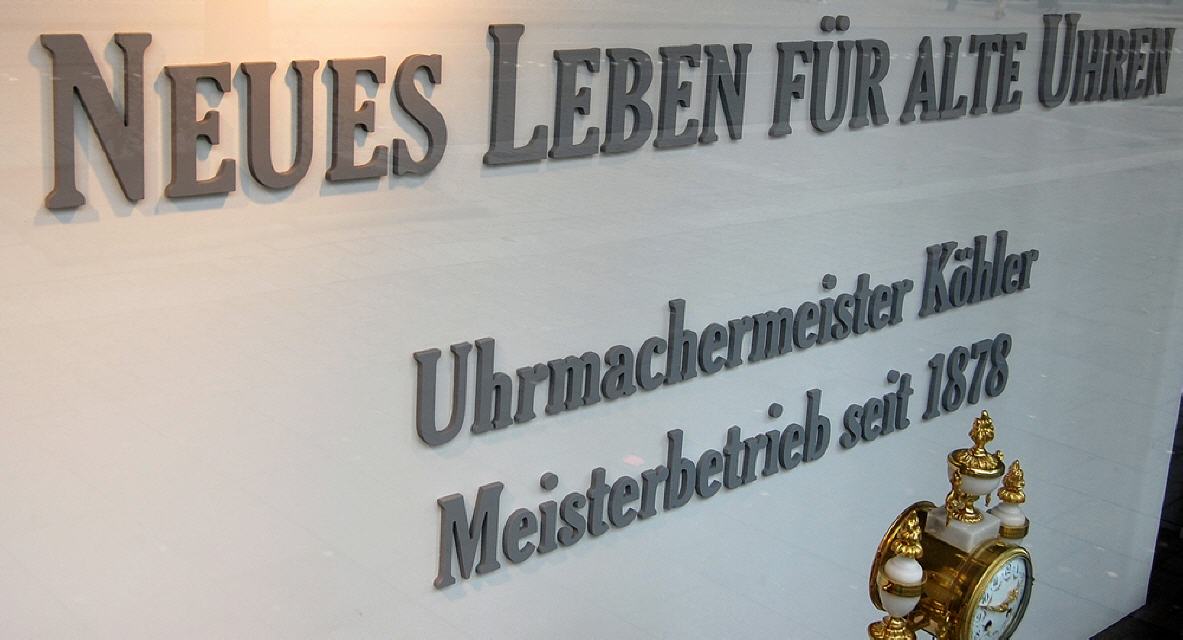 NEUES LEBEN FÜR ALTE UHREN
Uhrmachermeister Köhler
Meisterbetrieb seit 1878